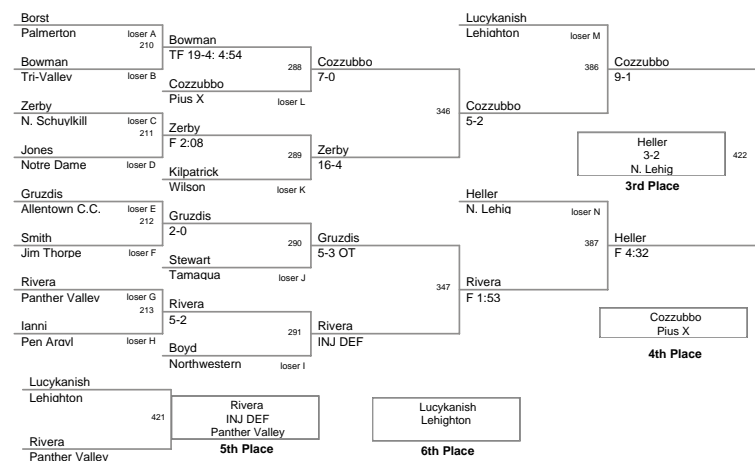 Borst
Palmerton
loser A
210
Bowman
Tri-Valley
loser B
Bowman
TF 19-4: 4:54
288
Cozzubbo
Pius X
loser L
Cozzubbo
7-0
Zerby
N. Schuylkill
loser C
211
Jones
Notre Dame
loser D
Zerby
F 2:08
289
Kilpatrick
Wilson
loser K
Zerby
16-4
346
Cozzubbo
5-2
Lucykanish
Lehighton
loser M
386
Cozzubbo
9-1
Heller
3-2
N. Lehig
422
3rd Place
Gruzdis
Allentown C.C.
loser E
212
Smith
Jim Thorpe
loser F
Gruzdis
2-0
290
Stewart
Tamaqua
loser J
Gruzdis
5-3 OT
Rivera
Panther Valley
loser G
213
Ianni
Pen Argyl
loser H
Rivera
5-2
291
Boyd
Northwestern
loser I
Rivera
INJ DEF
347
Rivera
F 1:53
Heller
N. Lehig
loser N
387
Heller
F 4:32
Cozzubbo
Pius X
4th Place
Lucykanish
Lehighton
421
Rivera
Panther Valley
Rivera
INJ DEF
Panther Valley
5th Place
Lucykanish
Lehighton
6th Place